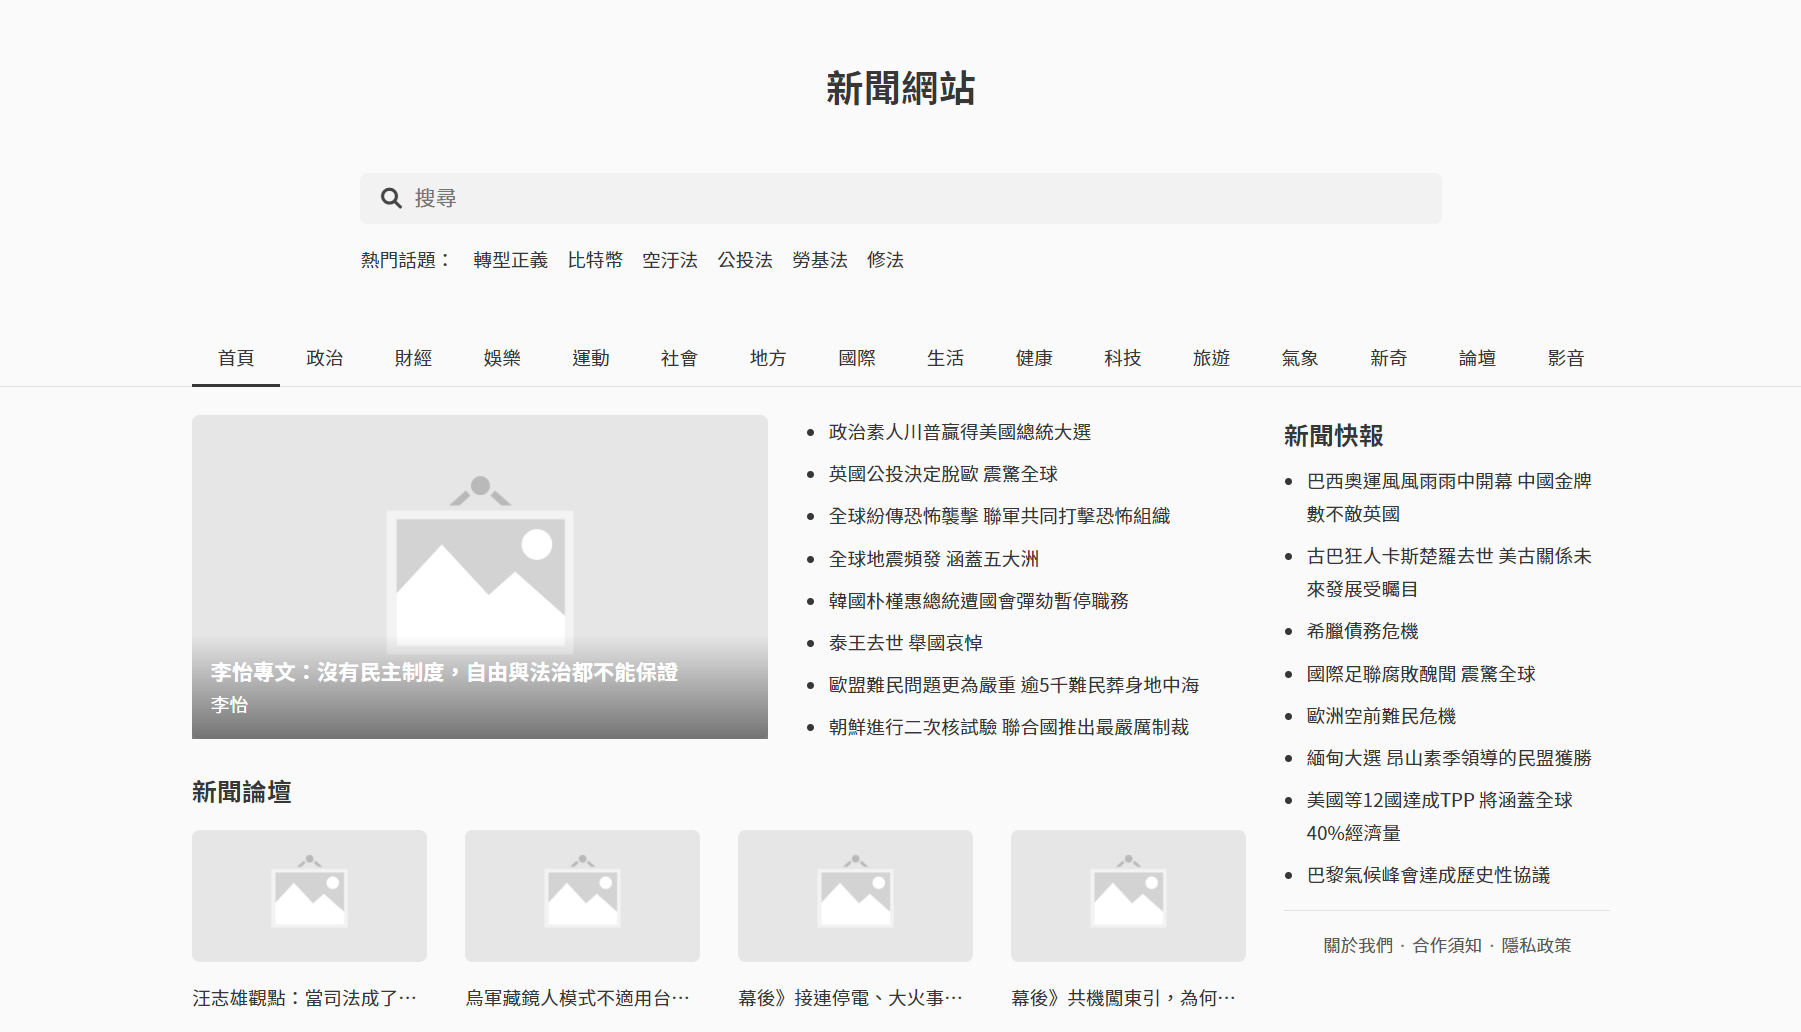 新聞網站
搜尋
熱門話題： 轉型正義 比特幣 空汙法 公投法 勞基法 修法
首頁 政治 財經 娛樂 運動 社會 地方 國際 生活 健康 科技 旅遊 氣象 新奇 論壇 影音
李怡專文：沒有民主制度，自由與法治都不能保證
李怡
政治素人川普贏得美國總統大選
英國公投決定脫歐 震驚全球
全球紛傳恐怖襲擊 聯軍共同打擊恐怖組織
全球地震頻發 涵蓋五大洲
韓國朴槿惠總統遭國會彈劾暫停職務
泰王去世 舉國哀悼
歐盟難民問題更為嚴重 逾5千難民葬身地中海
朝鮮進行二次核試驗 聯合國推出最嚴厲制裁
新聞論壇
汪志雄觀點：當司法成了…
烏軍藏鏡人模式不適用台…
幕後》接連停電、大火事…
幕後》共機闖東引，為何…
新聞快報
巴西奧運風風雨雨中開幕 中國金牌
數不敵英國
古巴狂人卡斯楚羅去世 美古關係未
來發展受矚目
希臘債務危機
國際足聯腐敗醜聞 震驚全球
歐洲空前難民危機
緬甸大選 昂山素季領導的民盟獲勝
美國等12國達成TPP 將涵蓋全球
40%經濟量
巴黎氣候峰會達成歷史性協議
關於我們 · 合作須知 · 隱私政策